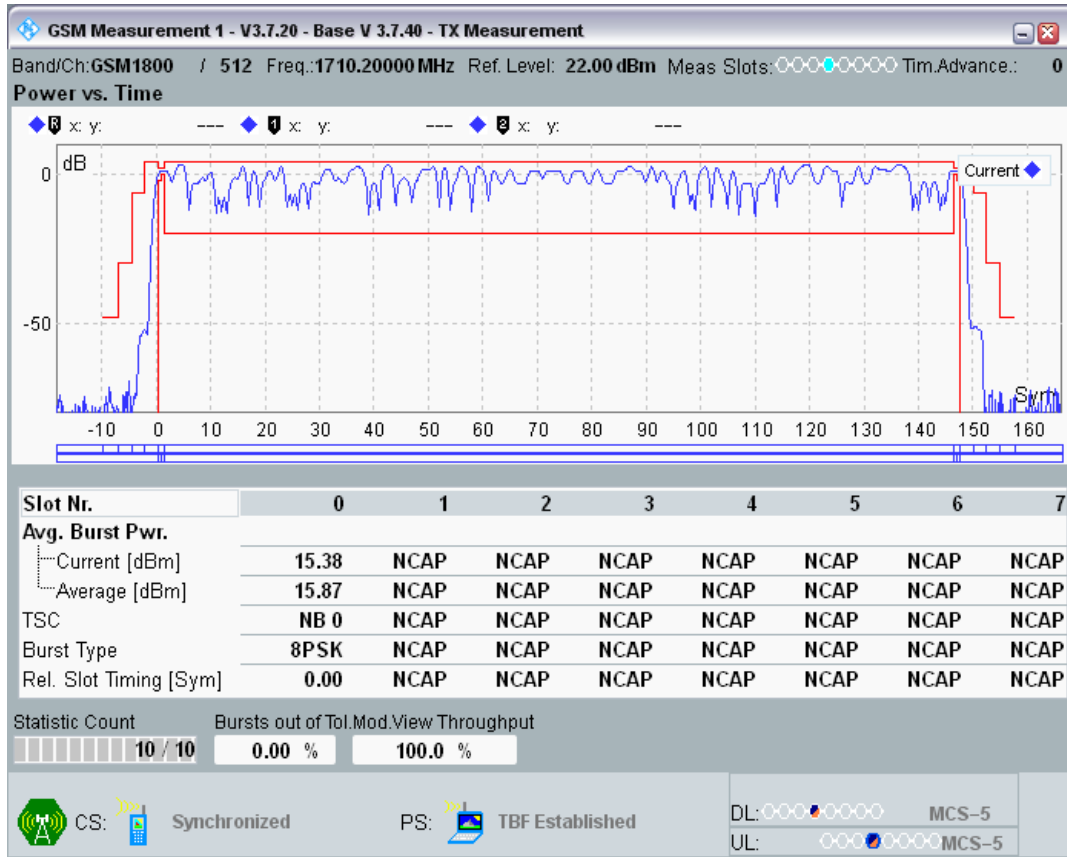 GSM Measurement 1 - V3.7.20 - Base V 3.7.40 - TX Measurement
Band/Ch:GSM1800 / 512 Freq.:1710.20000 MHz Ref. Level: 22.00 dBm Meas Slots: Tim.Advance.: 0
Power vs. Time
R x: y: --- 1 x: y: --- 2 x: y: ---
dB
0
Current
-50
Sym
-10 0 10 20 30 40 50 60 70 80 90 100 110 120 130 140 150 160
Slot Nr. 0 1 2 3 4 5 6 7
Avg. Burst Pwr.
Current [dBm] 15.38 NCAP NCAP NCAP NCAP NCAP NCAP NCAP
Average [dBm] 15.87 NCAP NCAP NCAP NCAP NCAP NCAP NCAP
TSC NB 0 NCAP NCAP NCAP NCAP NCAP NCAP NCAP
Burst Type 8PSK NCAP NCAP NCAP NCAP NCAP NCAP NCAP
Rel. Slot Timing [Sym] 0.00 NCAP NCAP NCAP NCAP NCAP NCAP NCAP
Statistic Count Bursts out of Tol.Mod.View Throughput
10 / 10 0.00 % 100.0 %
CS: Synchronized PS: TBF Established DL: MCS-5
UL: MCS-5